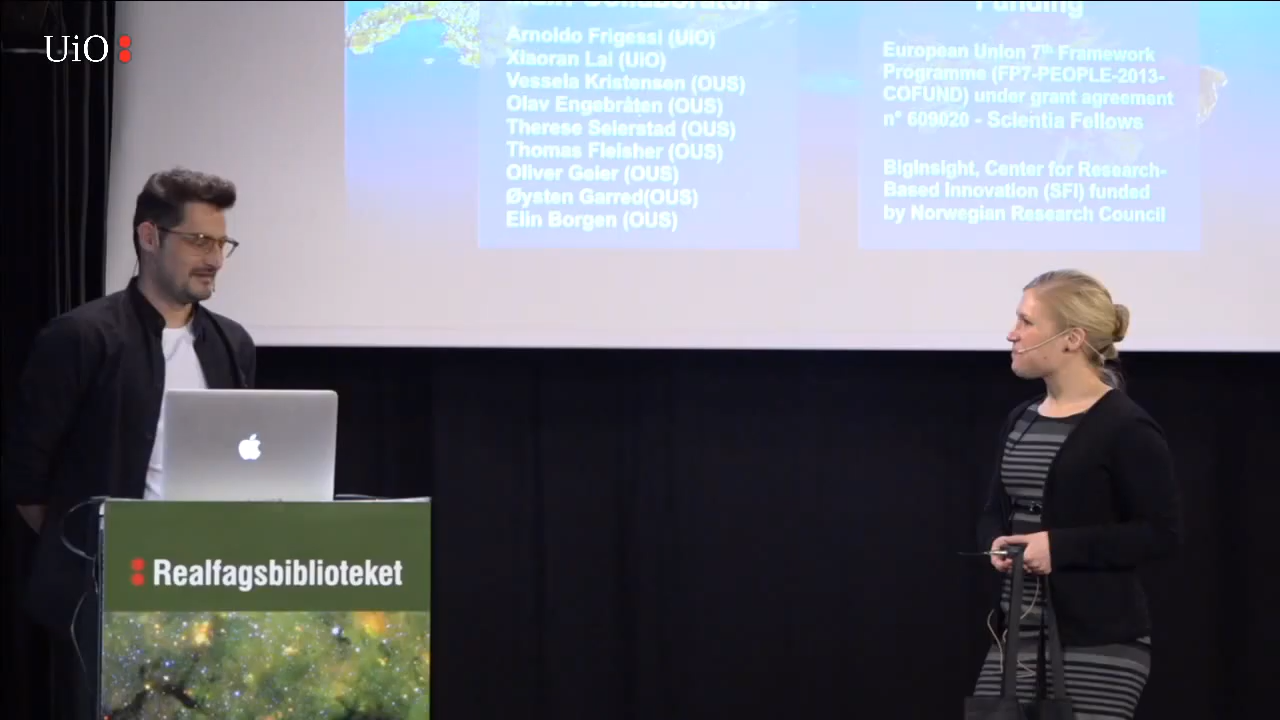 UiO
Main Collaborators
Arnoldo Frigessi (UiO)
Xiaoran Lai (UiO)
Vessela Kristensen (OUS)
Olav Engebråten (OUS)
Therese Seierstad (OUS)
Thomas Fleisher (OUS)
Oliver Geier (OUS)
Øysten Garred(OUS)
Elin Borgen (OUS)
Funding
European Union 7th Framework
Programme (FP7-PEOPLE-2013-
COFUND) under grant agreement
n° 609020 - Scientia Fellows
BigInsight, Center for Research-
Based Innovation (SFI) funded
by Norwegian Research Council
Realfagsbiblioteket